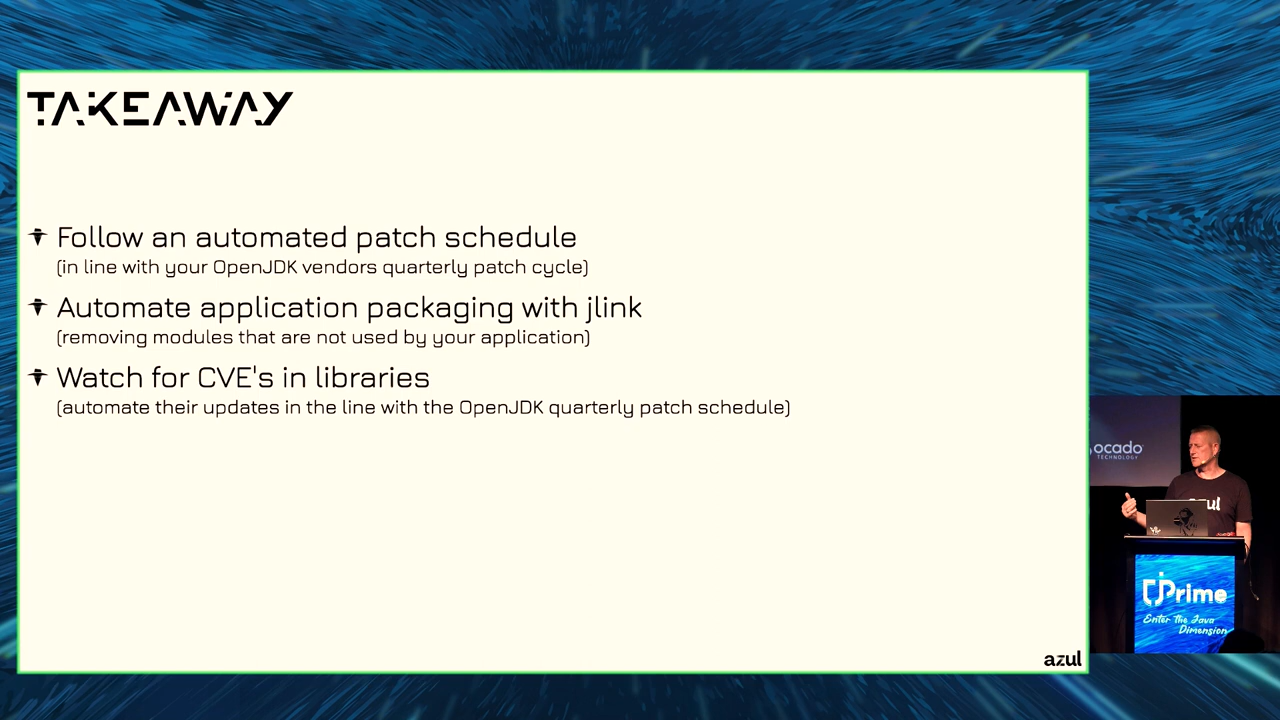 TAKEAWAY
Follow an automated patch schedule
(in line with your OpenJDK vendors quarterly patch cycle)
Automate application packaging with jlink
(removing modules that are not used by your application)
Watch for CVE's in libraries
(automate their updates in the line with the OpenJDK quarterly patch schedule)
azul
ocado
TECHNOLOGY
jPrime
Enter The Java
Dimension